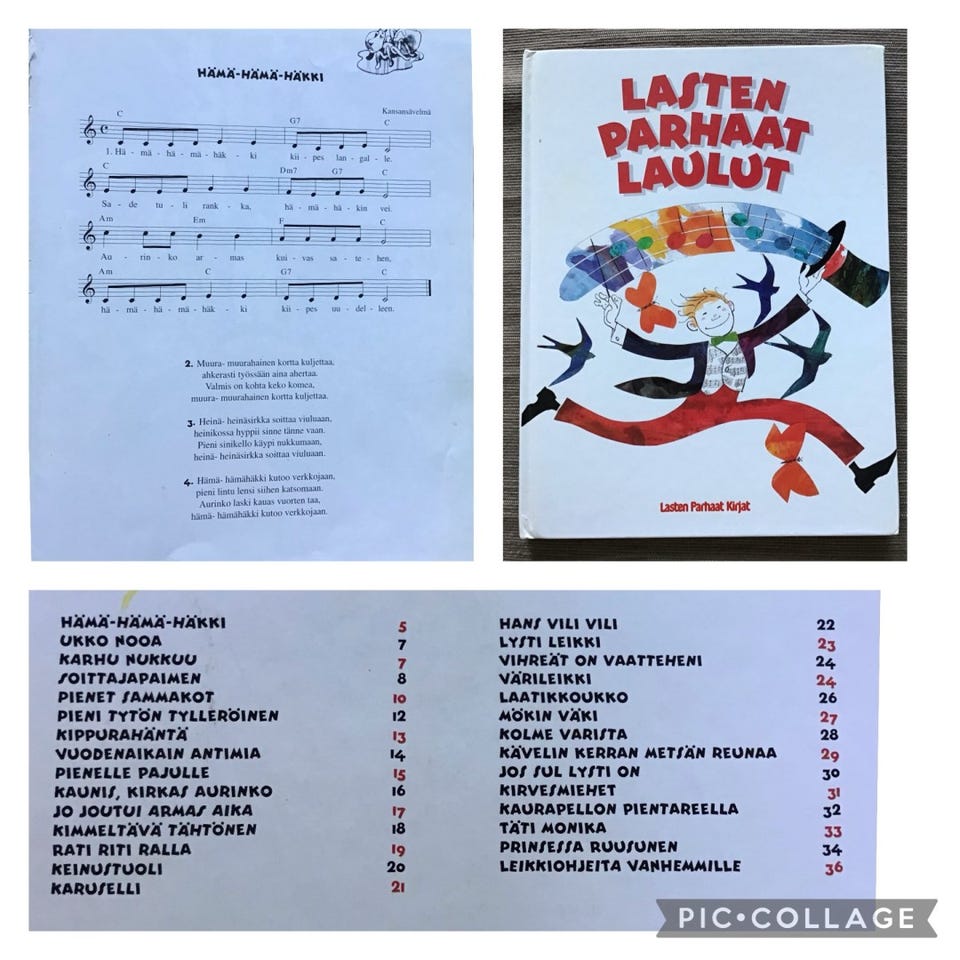 HÄMÄ-HÄMÄ-HÄKKI
Kansansävelmä
C G7 C
1. Hä - mä - hä - mä - häk - ki kii - pes lan - gal - le.
C Dm7 G7 C
Sa - de tu - li rank - ka, hä - mä - hä - kin vei.
Am Em F C
Au - rin - ko ar - mas kui - vas sa - te - hen,
Am C G7 C
hä - mä - hä - mä - häk - ki kii - pes uu - del - leen.
2. Muura- muurahainen kortta kuljettaa,
ahkerasti työssään aina ahertaa.
Valmis on kohta keko komea,
muura- muurahainen kortta kuljettaa.
3. Heinä- heinäsirkka soittaa viuluaan,
heinikossa hyppii sinne tänne vaan.
Pieni sinikello käypi nukkumaan,
heinä- heinäsirkka soittaa viuluaan.
4. Hämä- hämähäkki kutoo verkkojaan,
pieni lintu lensi siihen katsomaan.
Aurinko laski kauas vuorten taa,
hämä- hämähäkki kutoo verkkojaan.
LASTEN
PARHAAT
LAULUT
Lasten Parhaat Kirjat
HÄMÄ-HÄMÄ-HÄKKI 5
UKKO NOOA 7
KARHU NUKKUU 7
SOITTAJAPAIMEN 8
PIENET SAMMAKOT 10
PIENI TYTÖN TYLLERÖINEN 12
KIPPURAHÄNTÄ 13
VUODENAIKAIN ANTIMIA 14
PIENELLE PAJULLE 15
KAUNIS, KIRKAS AURINKO 16
JO JOUTUI ARMAS AIKA 17
KIMMELTÄVÄ TÄHTÖNEN 18
RATI RITI RALLA 19
KEINUSTUOLI 20
KARUSELLI 21
HANS VILI VILI 22
LYSTI LEIKKI 23
VIHREÄT ON VAATTEHENI 24
VÄRILEIKKI 24
LAATIKKOUKKO 26
MÖKIN VÄKI 27
KOLME VARISTA 28
KÄVELIN KERRAN METSÄN REUNAA 29
JOS SUL LYSTI ON 30
KIRVESMIEHET 31
KAURAPELLON PIENTAREELLA 32
TÄTI MONIKA 33
PRINSESSA RUUSUNEN 34
LEIKKIOHJEITA VANHEMMILLE 36
PIC•COLLAGE